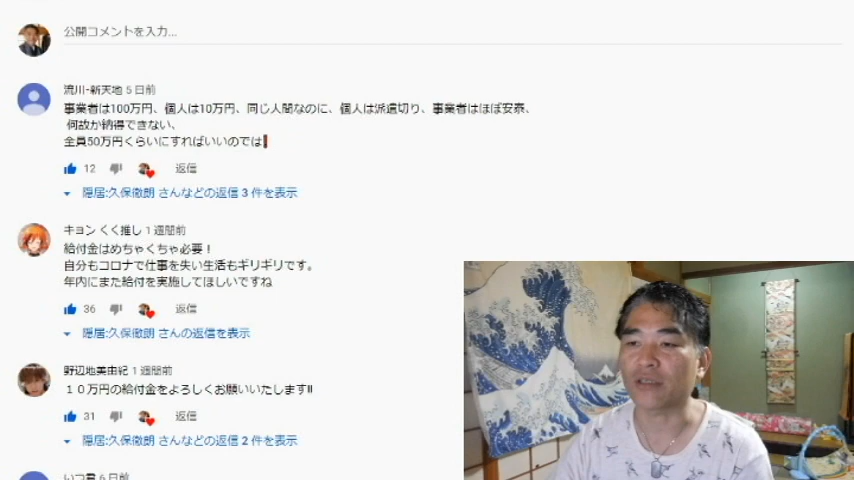 公開コメントを入力...
流川-新天地 5 日前
事業者は100万円、個人は10万円、同じ人間なのに、個人は派遣切り、事業者はほぼ安泰、
何故か納得できない、
全員50万円くらいにすればいいのでは
12 返信
隠居:久保徹朗 さんなどの返信 3 件を表示
キョン くく推し 1 週間前
給付金はめちゃくちゃ必要！
自分もコロナで仕事を失い生活もギリギリです。
年内にまた給付を実施してほしいですね
36 返信
隠居:久保徹朗 さんの返信を表示
野辺地美由紀 1 週間前
１０万円の給付金をよろしくお願いいたします!!
31 返信
隠居:久保徹朗 さんなどの返信 2 件を表示
いつ君 6 日前